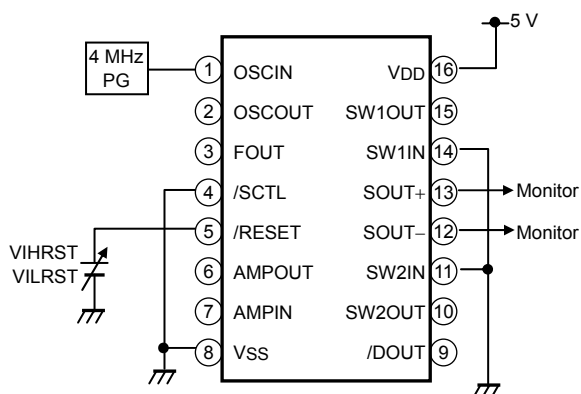 5 V
4 MHz
PG
1 OSCIN VDD 16
2 OSCOUT SW1OUT 15
3 FOUT SW1IN 14
4 /SCTL SOUT+ 13 Monitor
5 /RESET SOUT− 12 Monitor
VIHRST
VILRST
6 AMPOUT SW2IN 11
7 AMPIN SW2OUT 10
8 VSS /DOUT 9